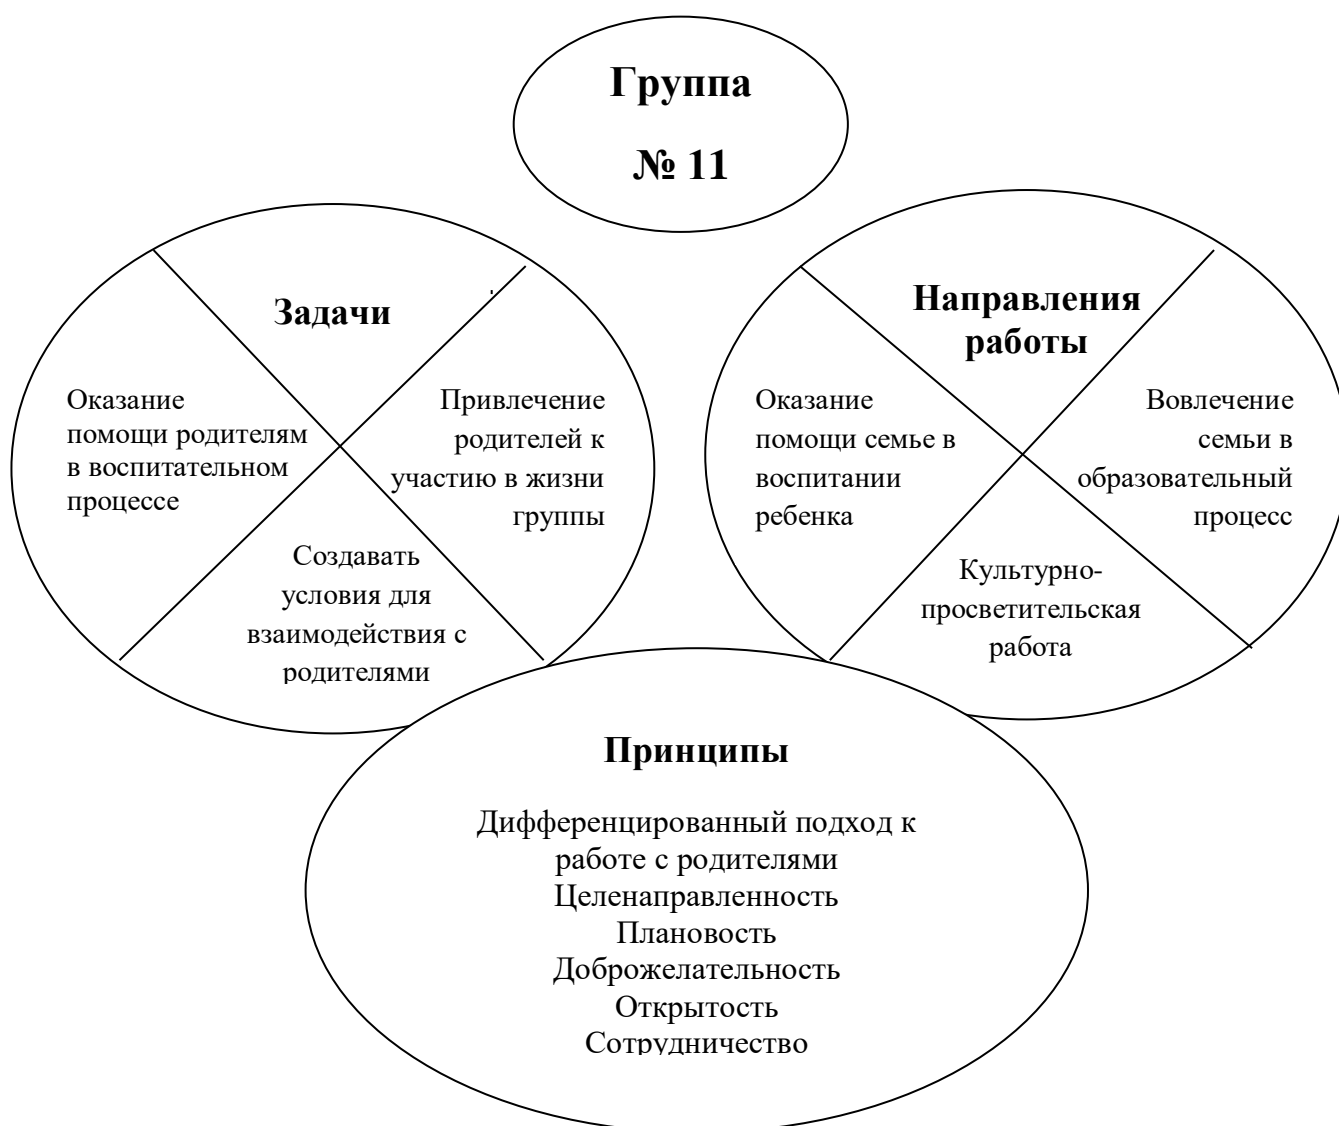 Группа
№ 11
Задачи
Оказание
помощи родителям
в воспитательном
процессе
Привлечение
родителей к
участию в жизни
группы
Создавать
условия для
взаимодействия с
родителями
Направления
работы
Оказание
помощи семье в
воспитании
ребенка
Вовлечение
семьи в
образовательный
процесс
Культурно-
просветительская
работа
Принципы
Дифференцированный подход к
работе с родителями
Целенаправленность
Плановость
Доброжелательность
Открытость
Сотрудничество